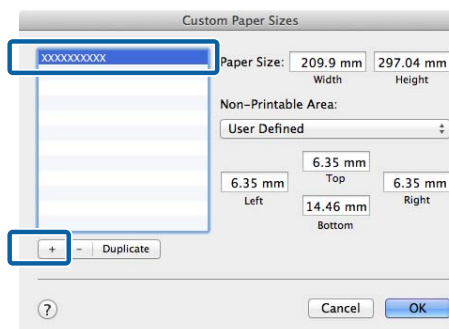 Custom Paper Sizes
XXXXXXXXXX
Paper Size: 209.9 mm 297.04 mm
Width Height
Non-Printable Area:
User Defined
6.35 mm
Top
6.35 mm 6.35 mm
Left Right
14.46 mm
Bottom
+ - Duplicate
? Cancel OK